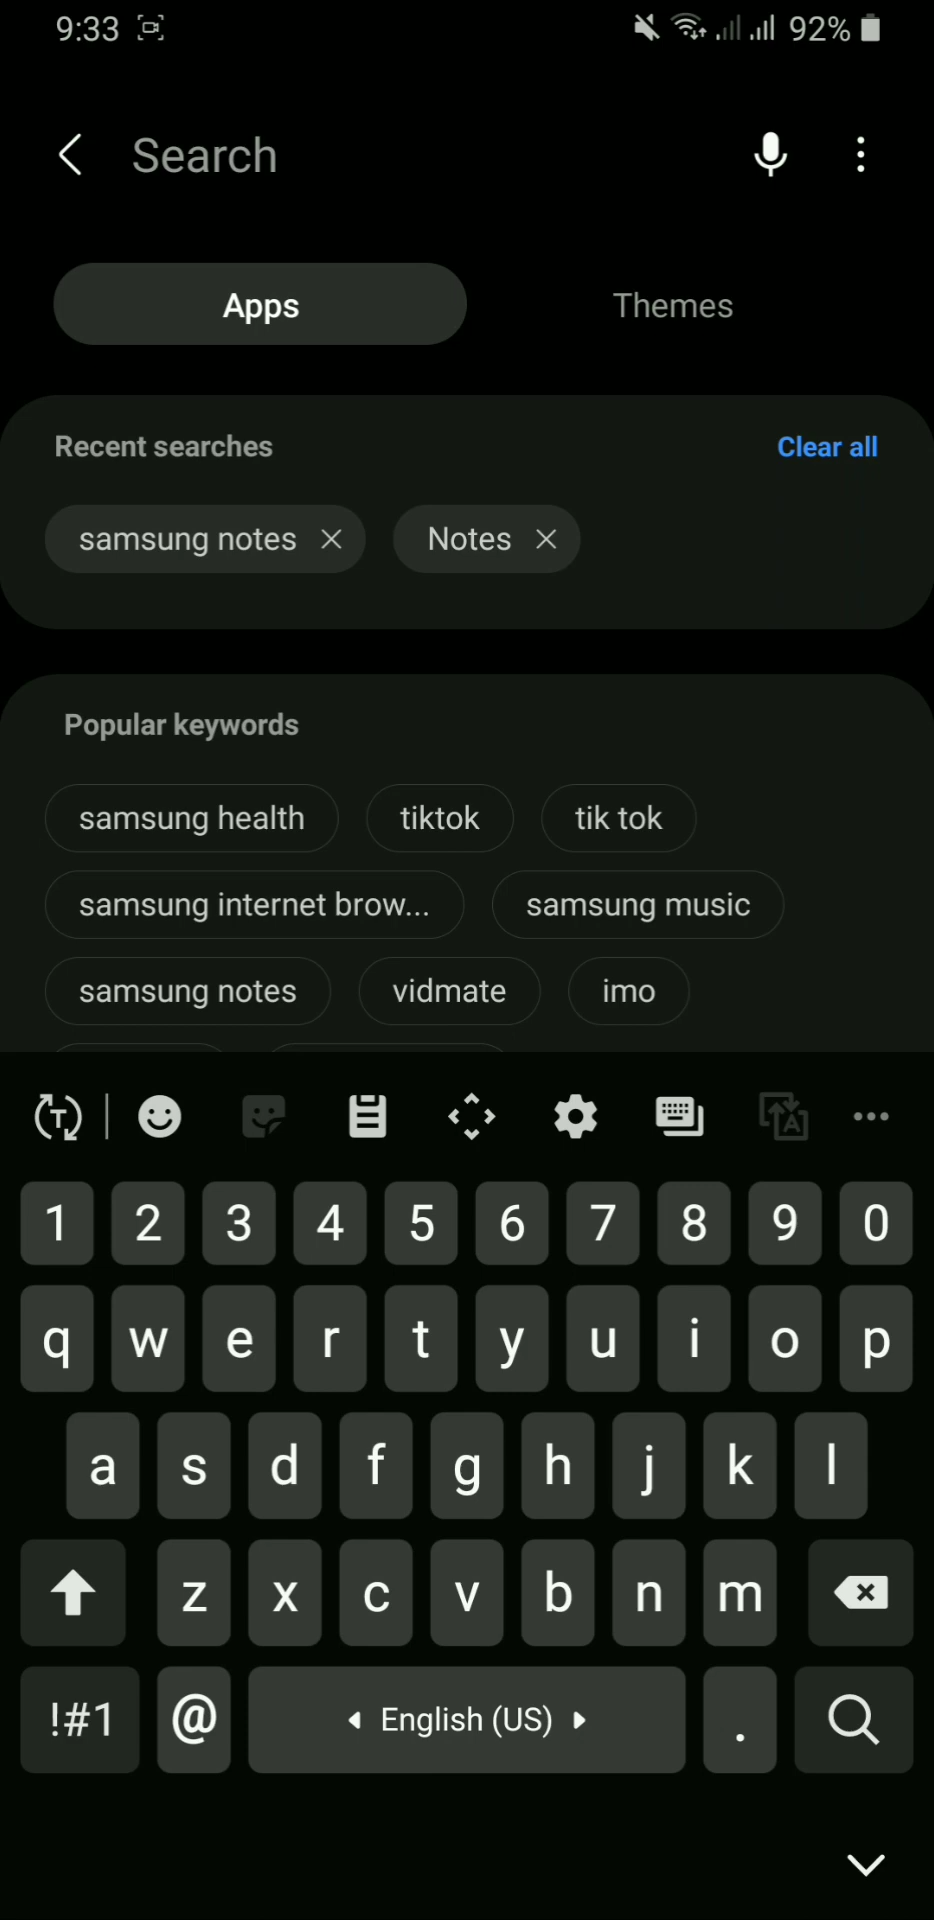 9:33 92%
Search
Apps Themes
Recent searches Clear all
samsung notes Notes
Popular keywords
samsung health tiktok tik tok
samsung internet brow... samsung music
samsung notes vidmate imo
T A
1 2 3 4 5 6 7 8 9 0
q w e r t y u i o p
a s d f g h j k l
z x c v b n m
!#1 @ English (US) .